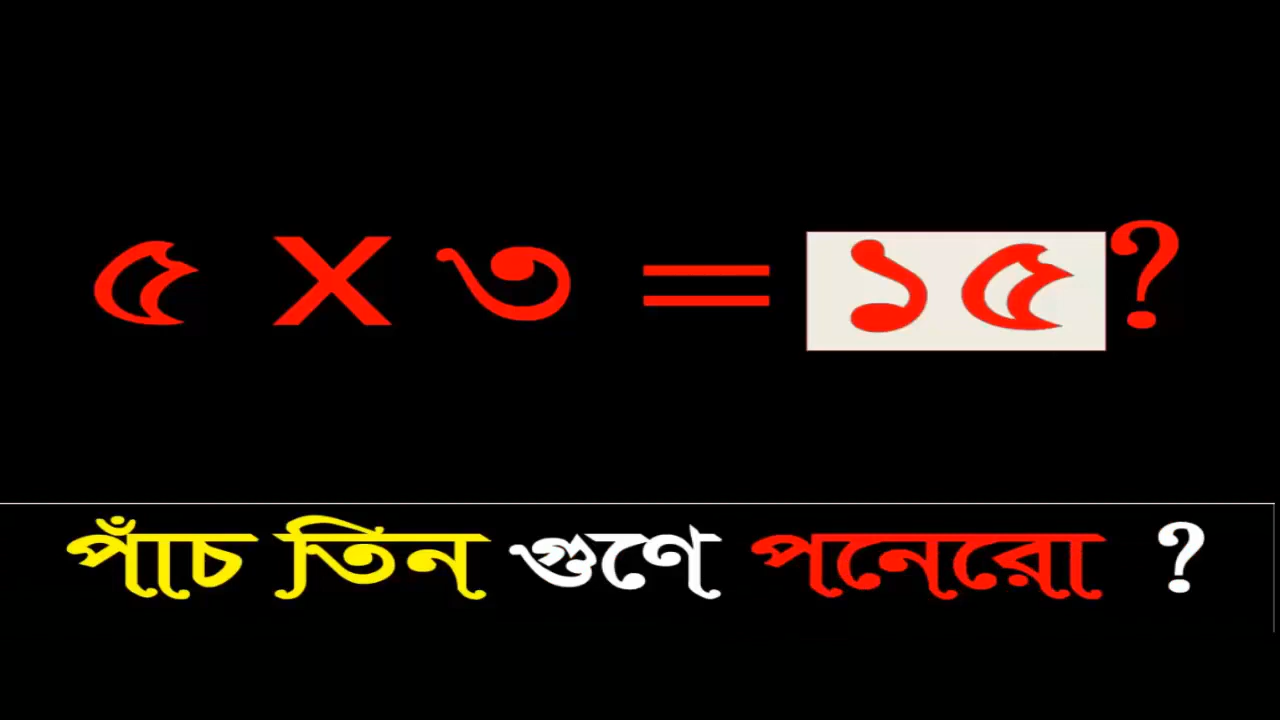 ৫ X ৩ = ১৫?
পাঁচ তিন গুণে পনেরো ?